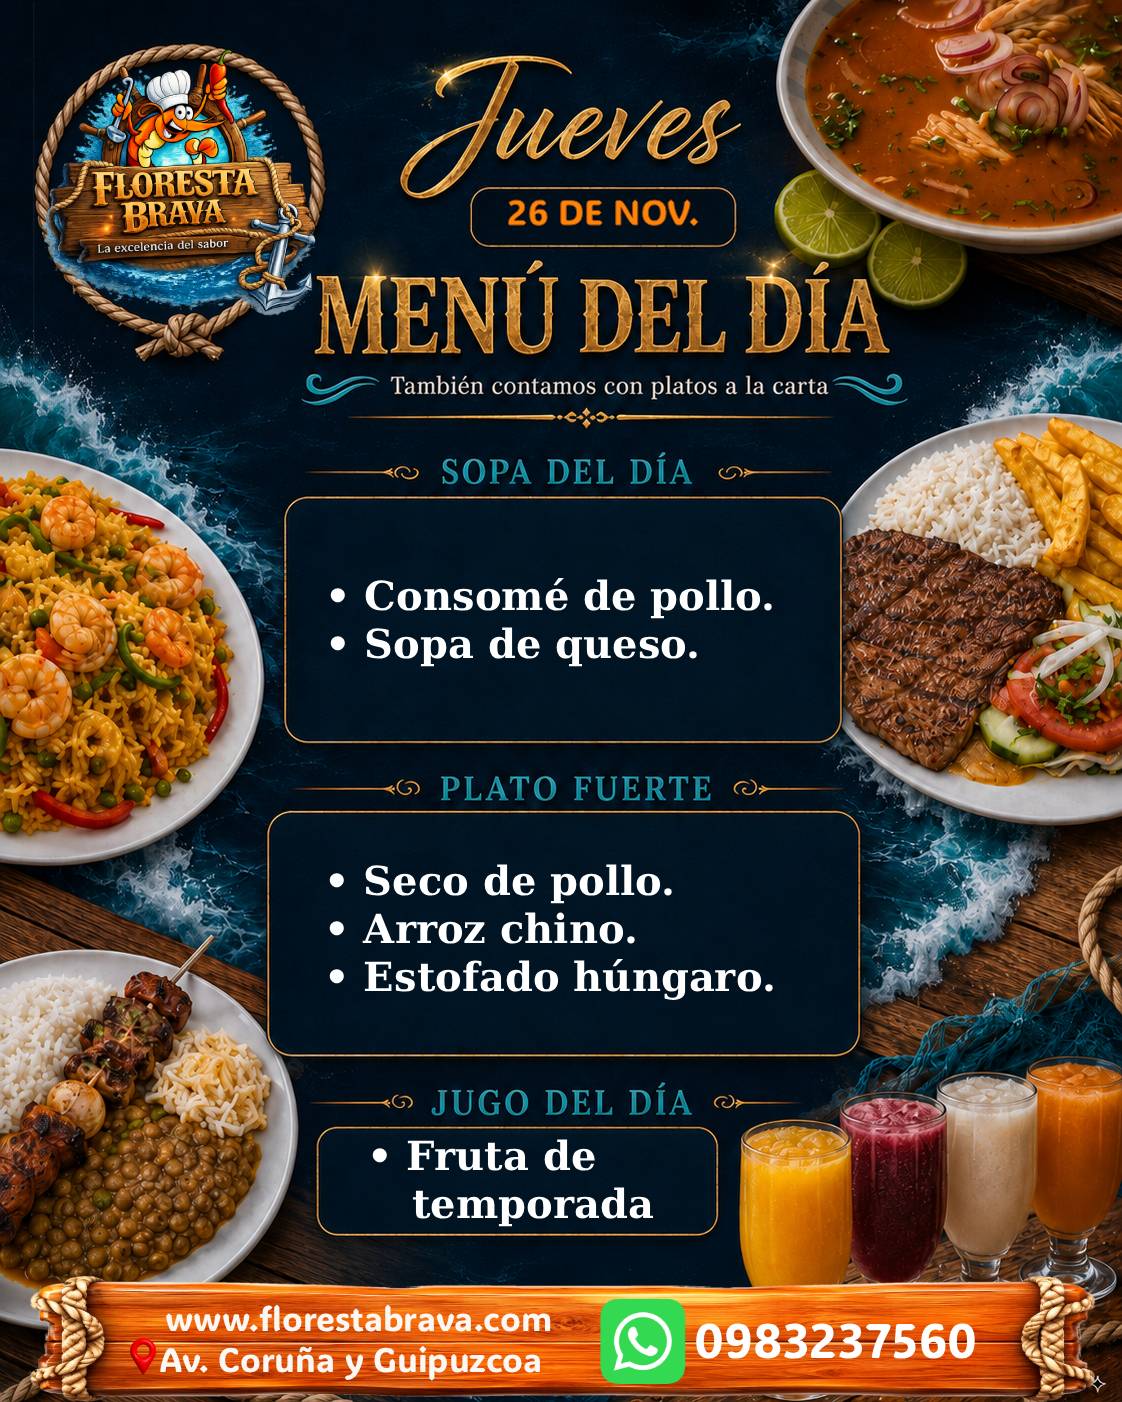 FLORESTA
BRAVA
La excelencia del sabor
Jueves
26 DE NOV.
MENÚ DEL DÍA
También contamos con platos a la carta
SOPA DEL DÍA
• Consomé de pollo.
• Sopa de queso.
PLATO FUERTE
• Seco de pollo.
• Arroz chino.
• Estofado húngaro.
JUGO DEL DÍA
• Fruta de
temporada
www.florestabrava.com
Av. Coruña y Guipuzcoa
0983237560